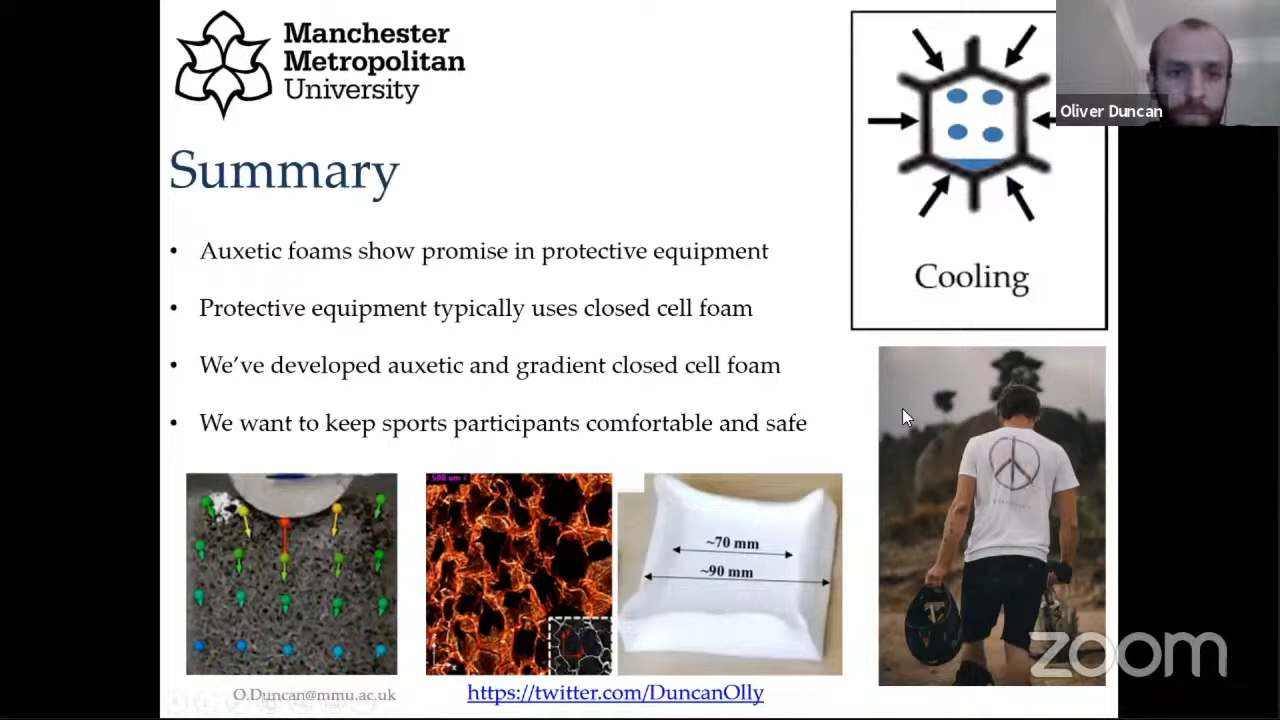 Manchester
Metropolitan
University
Oliver Duncan
Summary
• Auxetic foams show promise in protective equipment
• Protective equipment typically uses closed cell foam
• We've developed auxetic and gradient closed cell foam
• We want to keep sports participants comfortable and safe
Cooling
500 um
~70 mm
~90 mm
O.Duncan@mmu.ac.uk
https://twitter.com/DuncanOlly
zoom